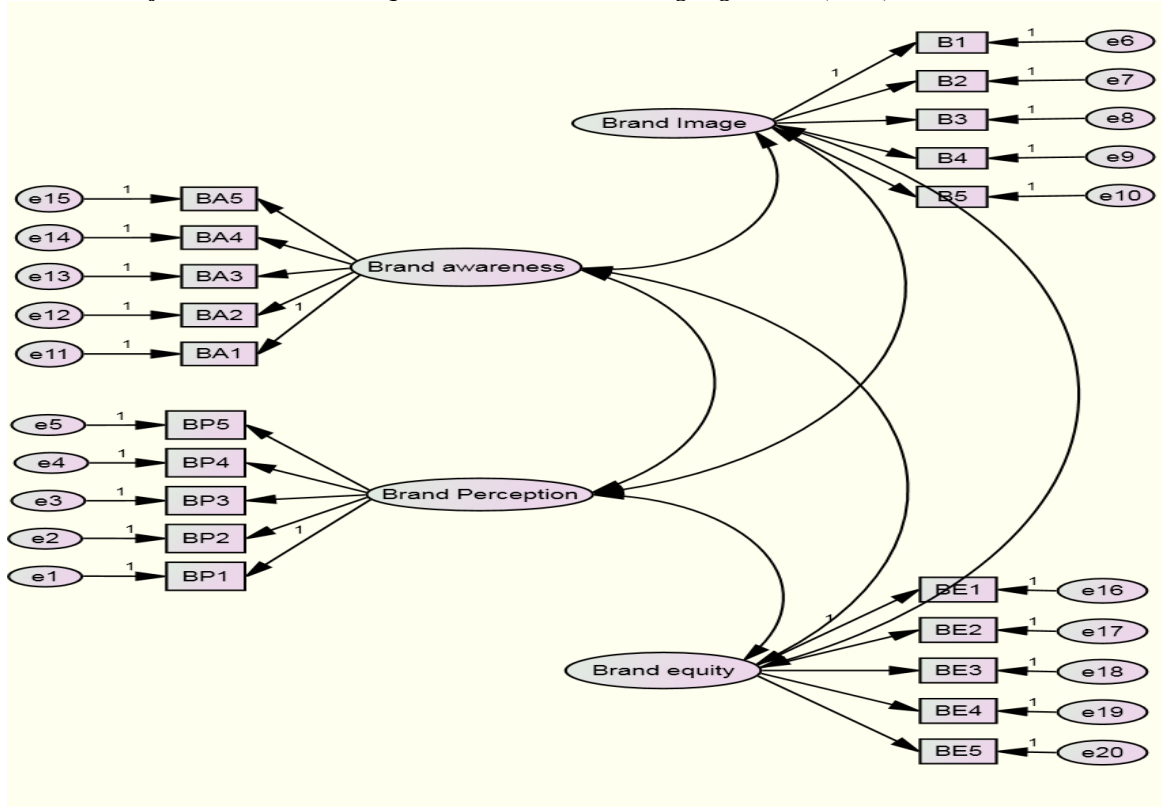 B1
1
e6
1
B2
1
e7
Brand Image
B3
1
e8
B4
1
e9
B5
1
e10
e15
1
BA5
e14
1
BA4
Brand awareness
e13
1
BA3
e12
1
BA2
1
e11
1
BA1
e5
1
BP5
e4
1
BP4
Brand Perception
e3
1
BP3
e2
1
BP2
1
e1
1
BP1
BE1
1
e16
1
BE2
1
e17
Brand equity
BE3
1
e18
BE4
1
e19
BE5
1
e20